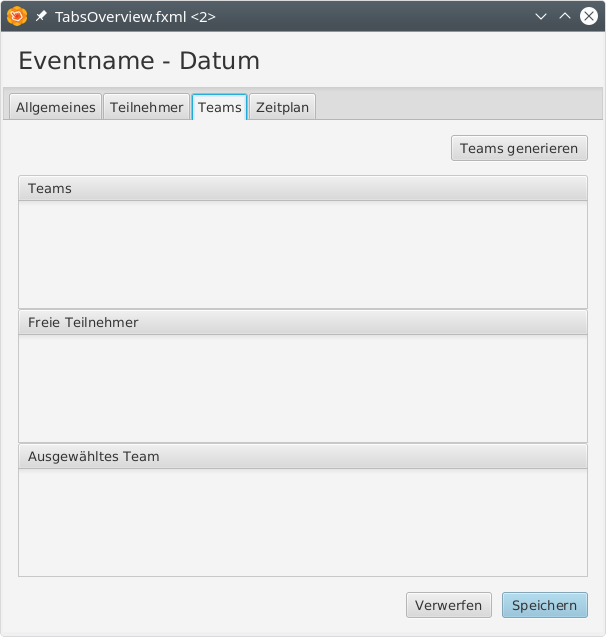 TabsOverview.fxml <2>
Eventname - Datum
Allgemeines Teilnehmer Teams Zeitplan
Teams generieren
Teams
Freie Teilnehmer
Ausgewähltes Team
Verwerfen Speichern